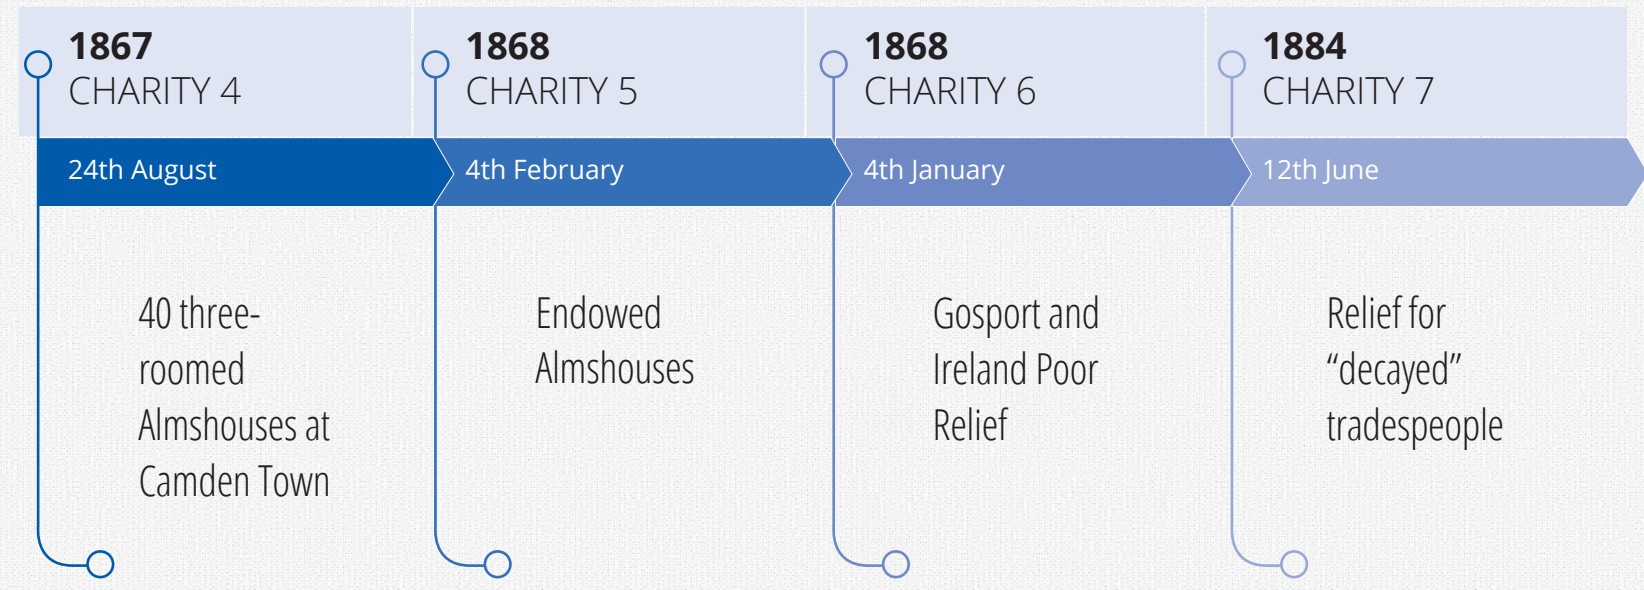 1867
CHARITY 4
24th August
40 three-
roomed
Almshouses at
Camden Town
1868
CHARITY 5
4th February
Endowed
Almshouses
1868
CHARITY 6
4th January
Gosport and
Ireland Poor
Relief
1884
CHARITY 7
12th June
Relief for
“decayed”
tradespeople